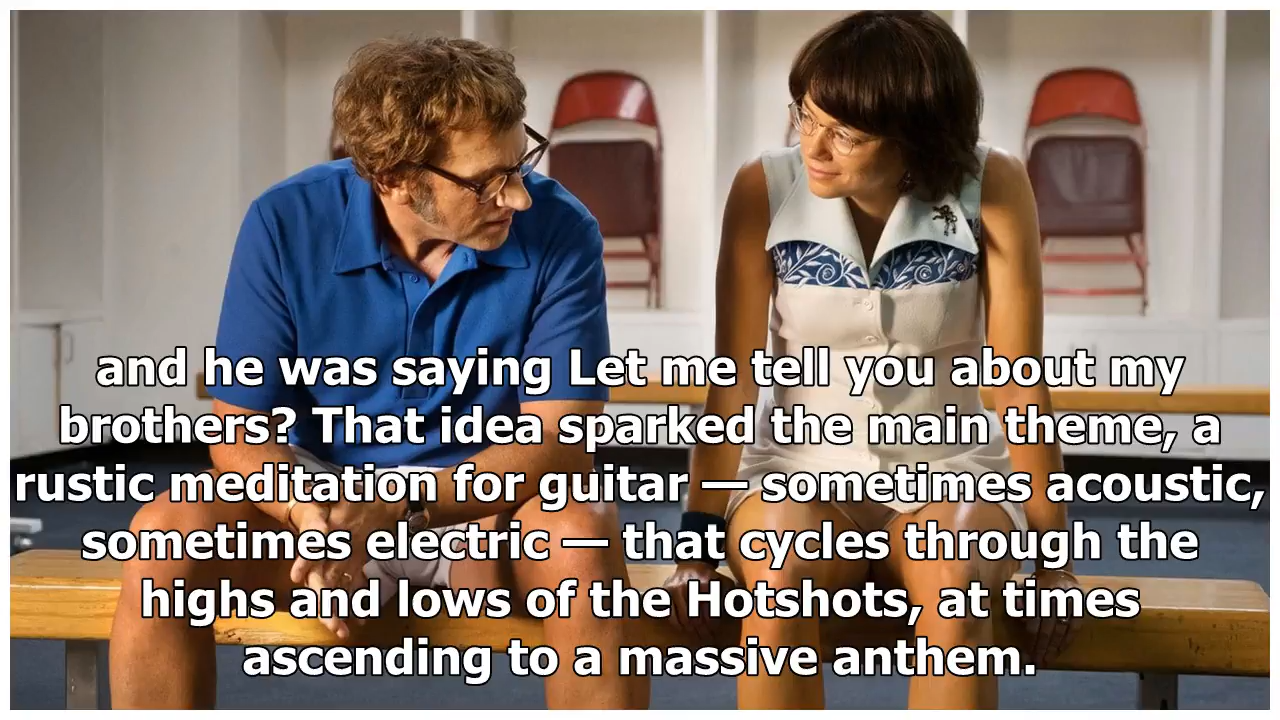 and he was saying Let me tell you about my
brothers? That idea sparked the main theme, a
rustic meditation for guitar — sometimes acoustic,
sometimes electric — that cycles through the
highs and lows of the Hotshots, at times
ascending to a massive anthem.